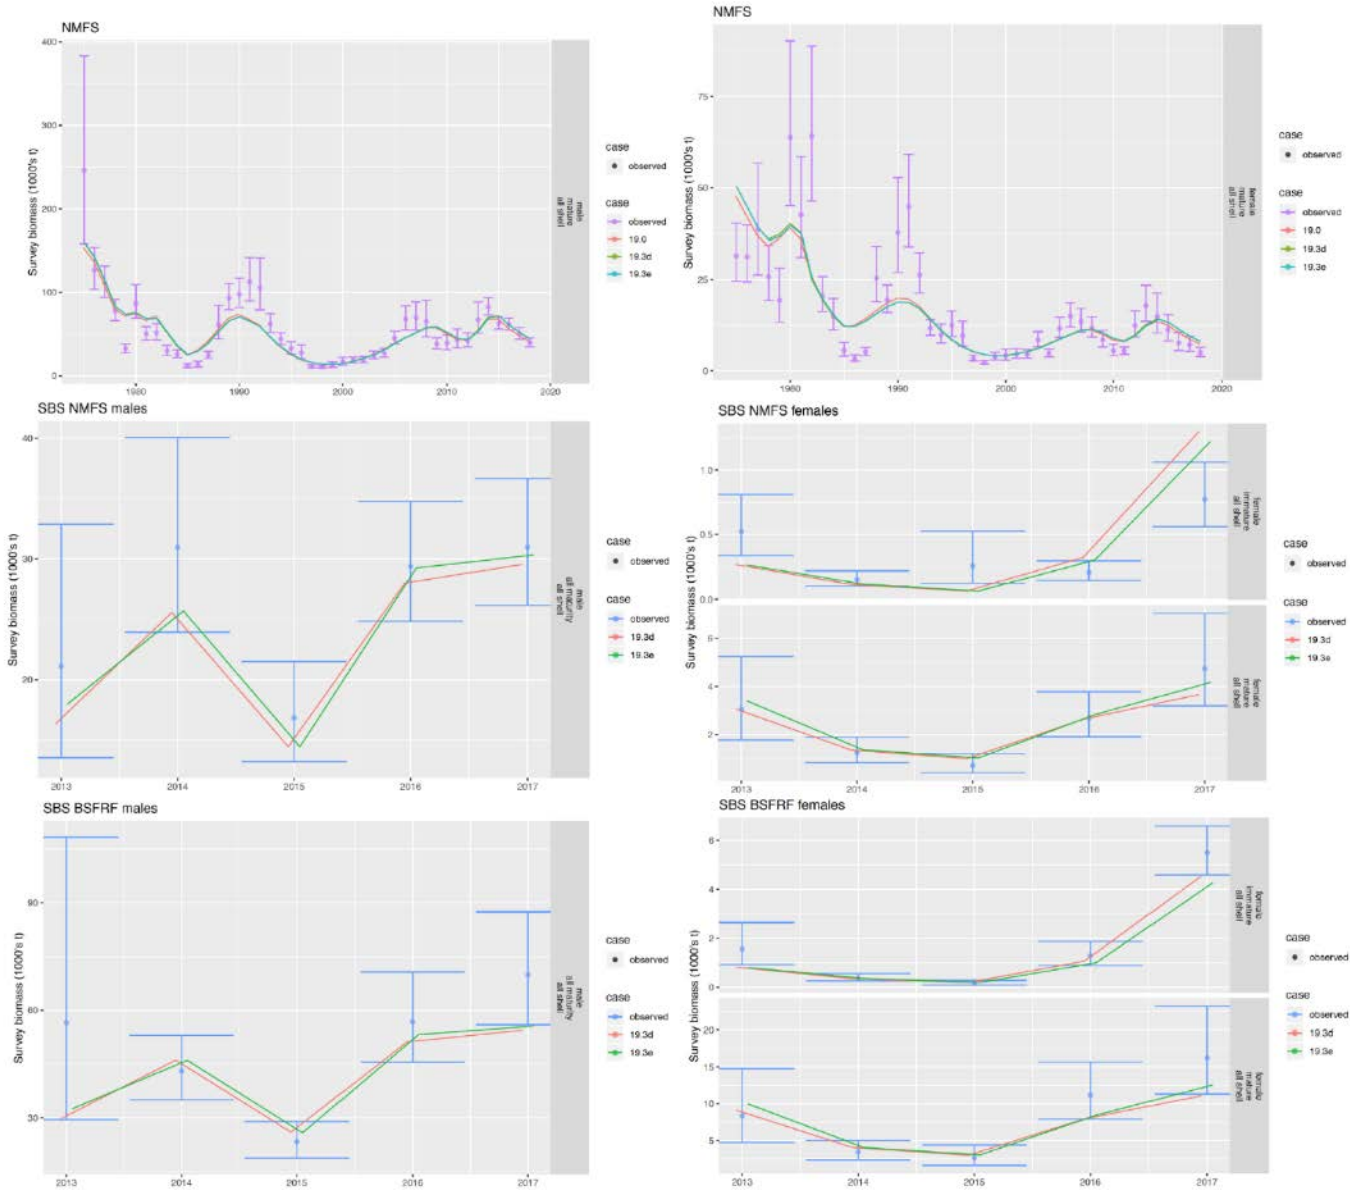 NMFS
400
300
200
100
0
Survey biomass (1000's t)
1980
1990
2000
2010
2020
male
mature
all shell
case
observed
case
observed
19.0
19.3d
19.3e
NMFS
75
50
25
0
Survey biomass (1000's t)
1980
1990
2000
2010
2020
female
mature
all shell
case
observed
case
observed
19.0
19.3d
19.3e
SBS NMFS males
40
30
20
Survey biomass (1000's t)
2013
2014
2015
2016
2017
male
all maturity
all shell
case
observed
case
observed
19.3d
19.3e
SBS NMFS females
1.0
0.5
0.0
6
4
2
Survey biomass (1000's t)
2013
2014
2015
2016
2017
female
immature
all shell
female
mature
all shell
case
observed
case
observed
19.3d
19.3e
SBS BSFRF males
90
60
30
Survey biomass (1000's t)
2013
2014
2015
2016
2017
male
all maturity
all shell
case
observed
case
observed
19.3d
19.3e
SBS BSFRF females
6
4
2
0
20
15
10
5
Survey biomass (1000's t)
2013
2014
2015
2016
2017
female
immature
all shell
female
mature
all shell
case
observed
case
observed
19.3d
19.3e